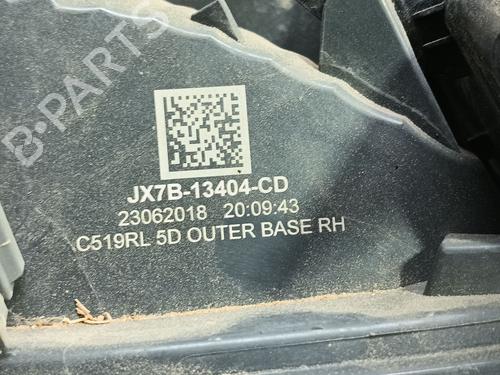 B-PARTS
JX7B-13404-CD
23062018 20:09:43
C519RL 5D OUTER BASE RH